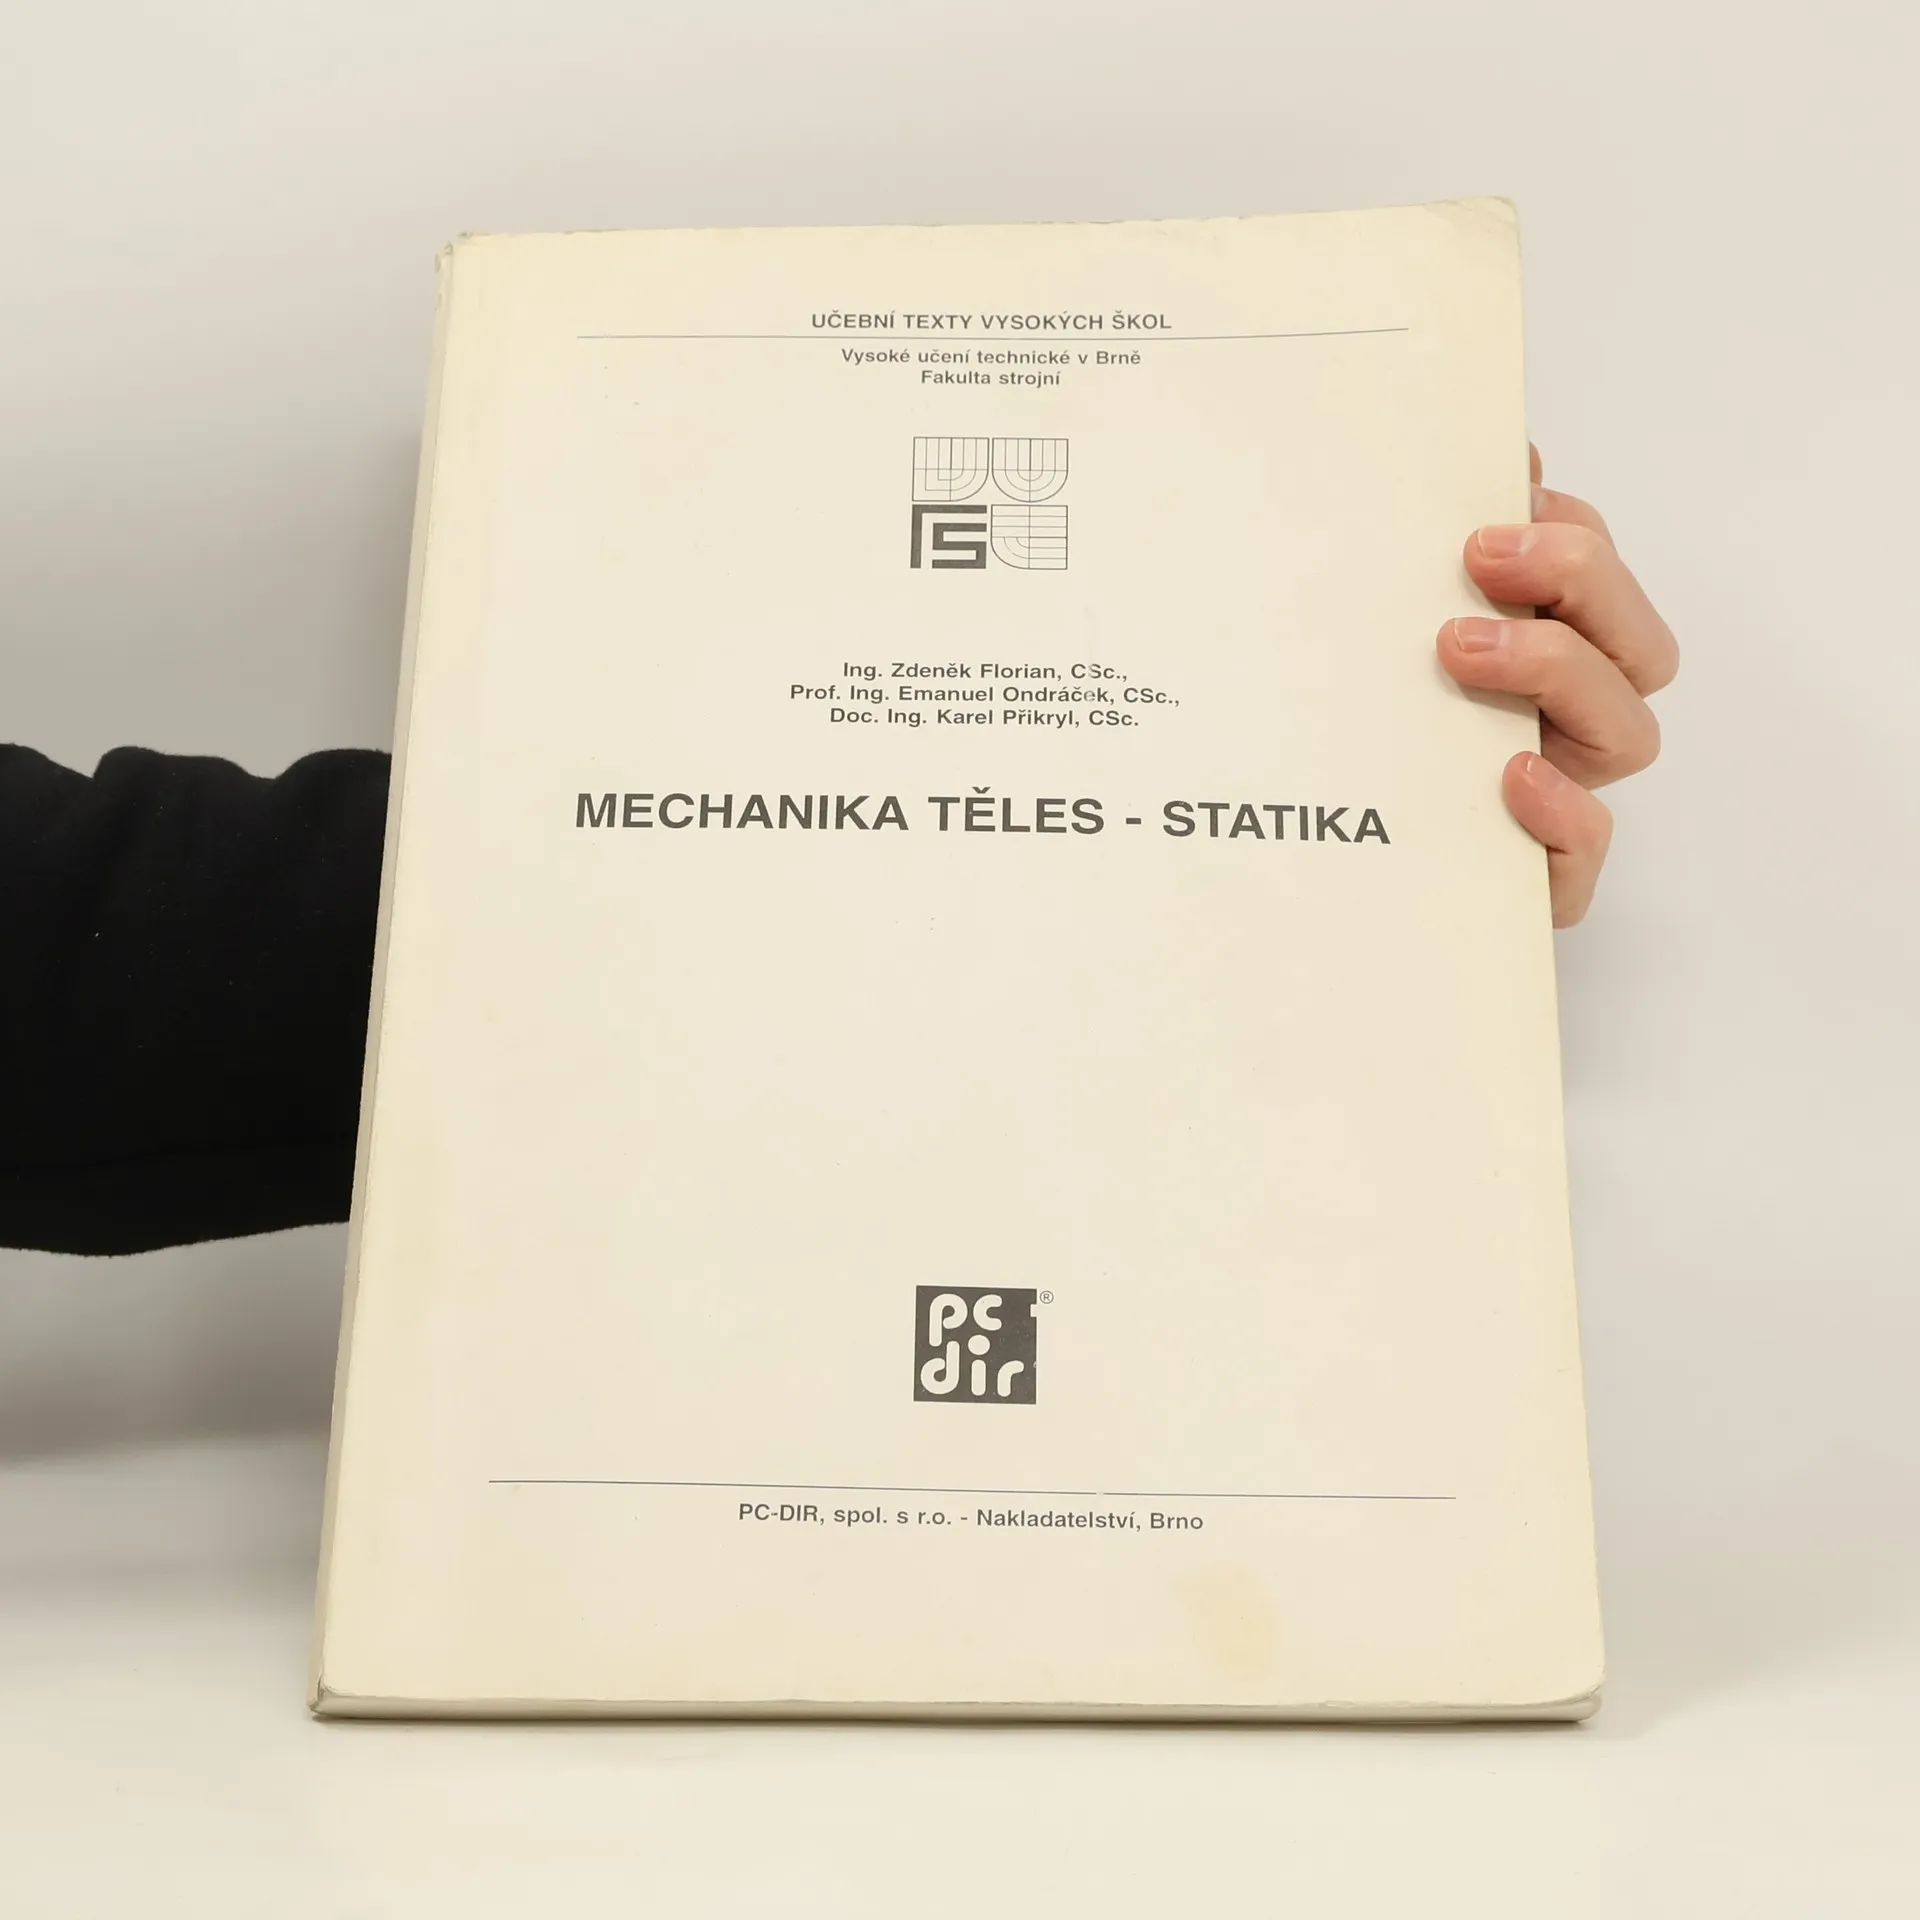 UČEBNÍ TEXTY VYSOKÝCH ŠKOL
Vysoké učení technické v Brně
Fakulta strojní
Ing. Zdeněk Florian, CSc.,
Prof. Ing. Emanuel Ondráček, CSc.,
Doc. Ing. Karel Přikryl, CSc.
MECHANIKA TĚLES - STATIKA
pc ®
dir
PC-DIR, spol. s r.o. - Nakladatelství, Brno